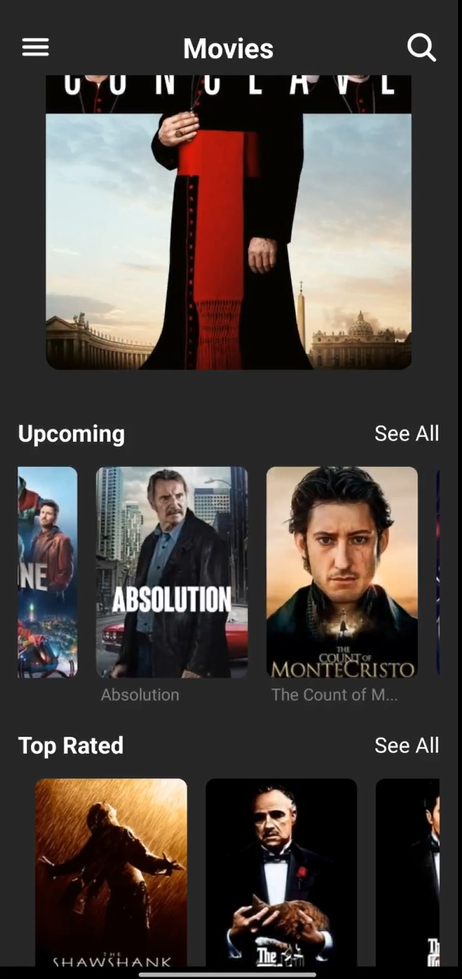 Movies
CONCLAVE
Upcoming
See All
NE
ABSOLUTION
THE
COUNT OF
MONTECRISTO
Absolution
The Count of M...
Top Rated
See All
THE
SHAWSHANK
The
Th